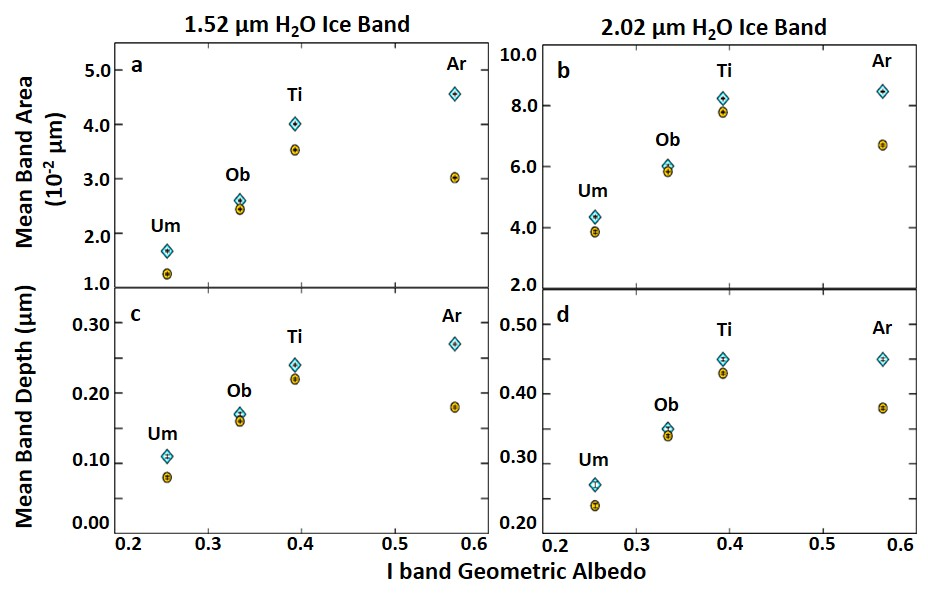 1.52 µm H₂O Ice Band
2.02 µm H₂O Ice Band
Mean Band Area
(10⁻² µm)
5.0
4.0
3.0
2.0
1.0
a
Um
Ob
Ti
Ar
10.0
8.0
6.0
4.0
2.0
b
Um
Ob
Ti
Ar
Mean Band Depth (µm)
0.30
0.20
0.10
0.00
c
Um
Ob
Ti
Ar
0.2 0.3 0.4 0.5 0.6
0.50
0.40
0.30
0.20
d
Um
Ob
Ti
Ar
0.2 0.3 0.4 0.5 0.6
I band Geometric Albedo